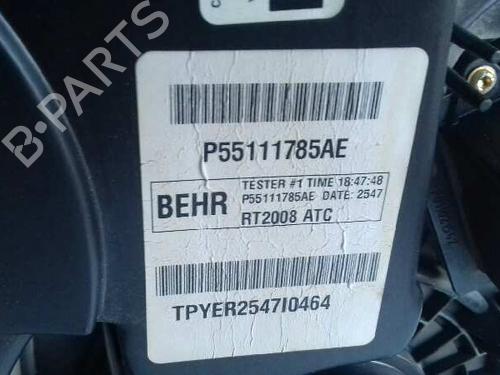 B-PARTS
P55111785AE
BEHR
TESTER #1 TIME 18:47:48
P55111785AE DATE: 2547
RT2008 ATC
TPYER2547I0464